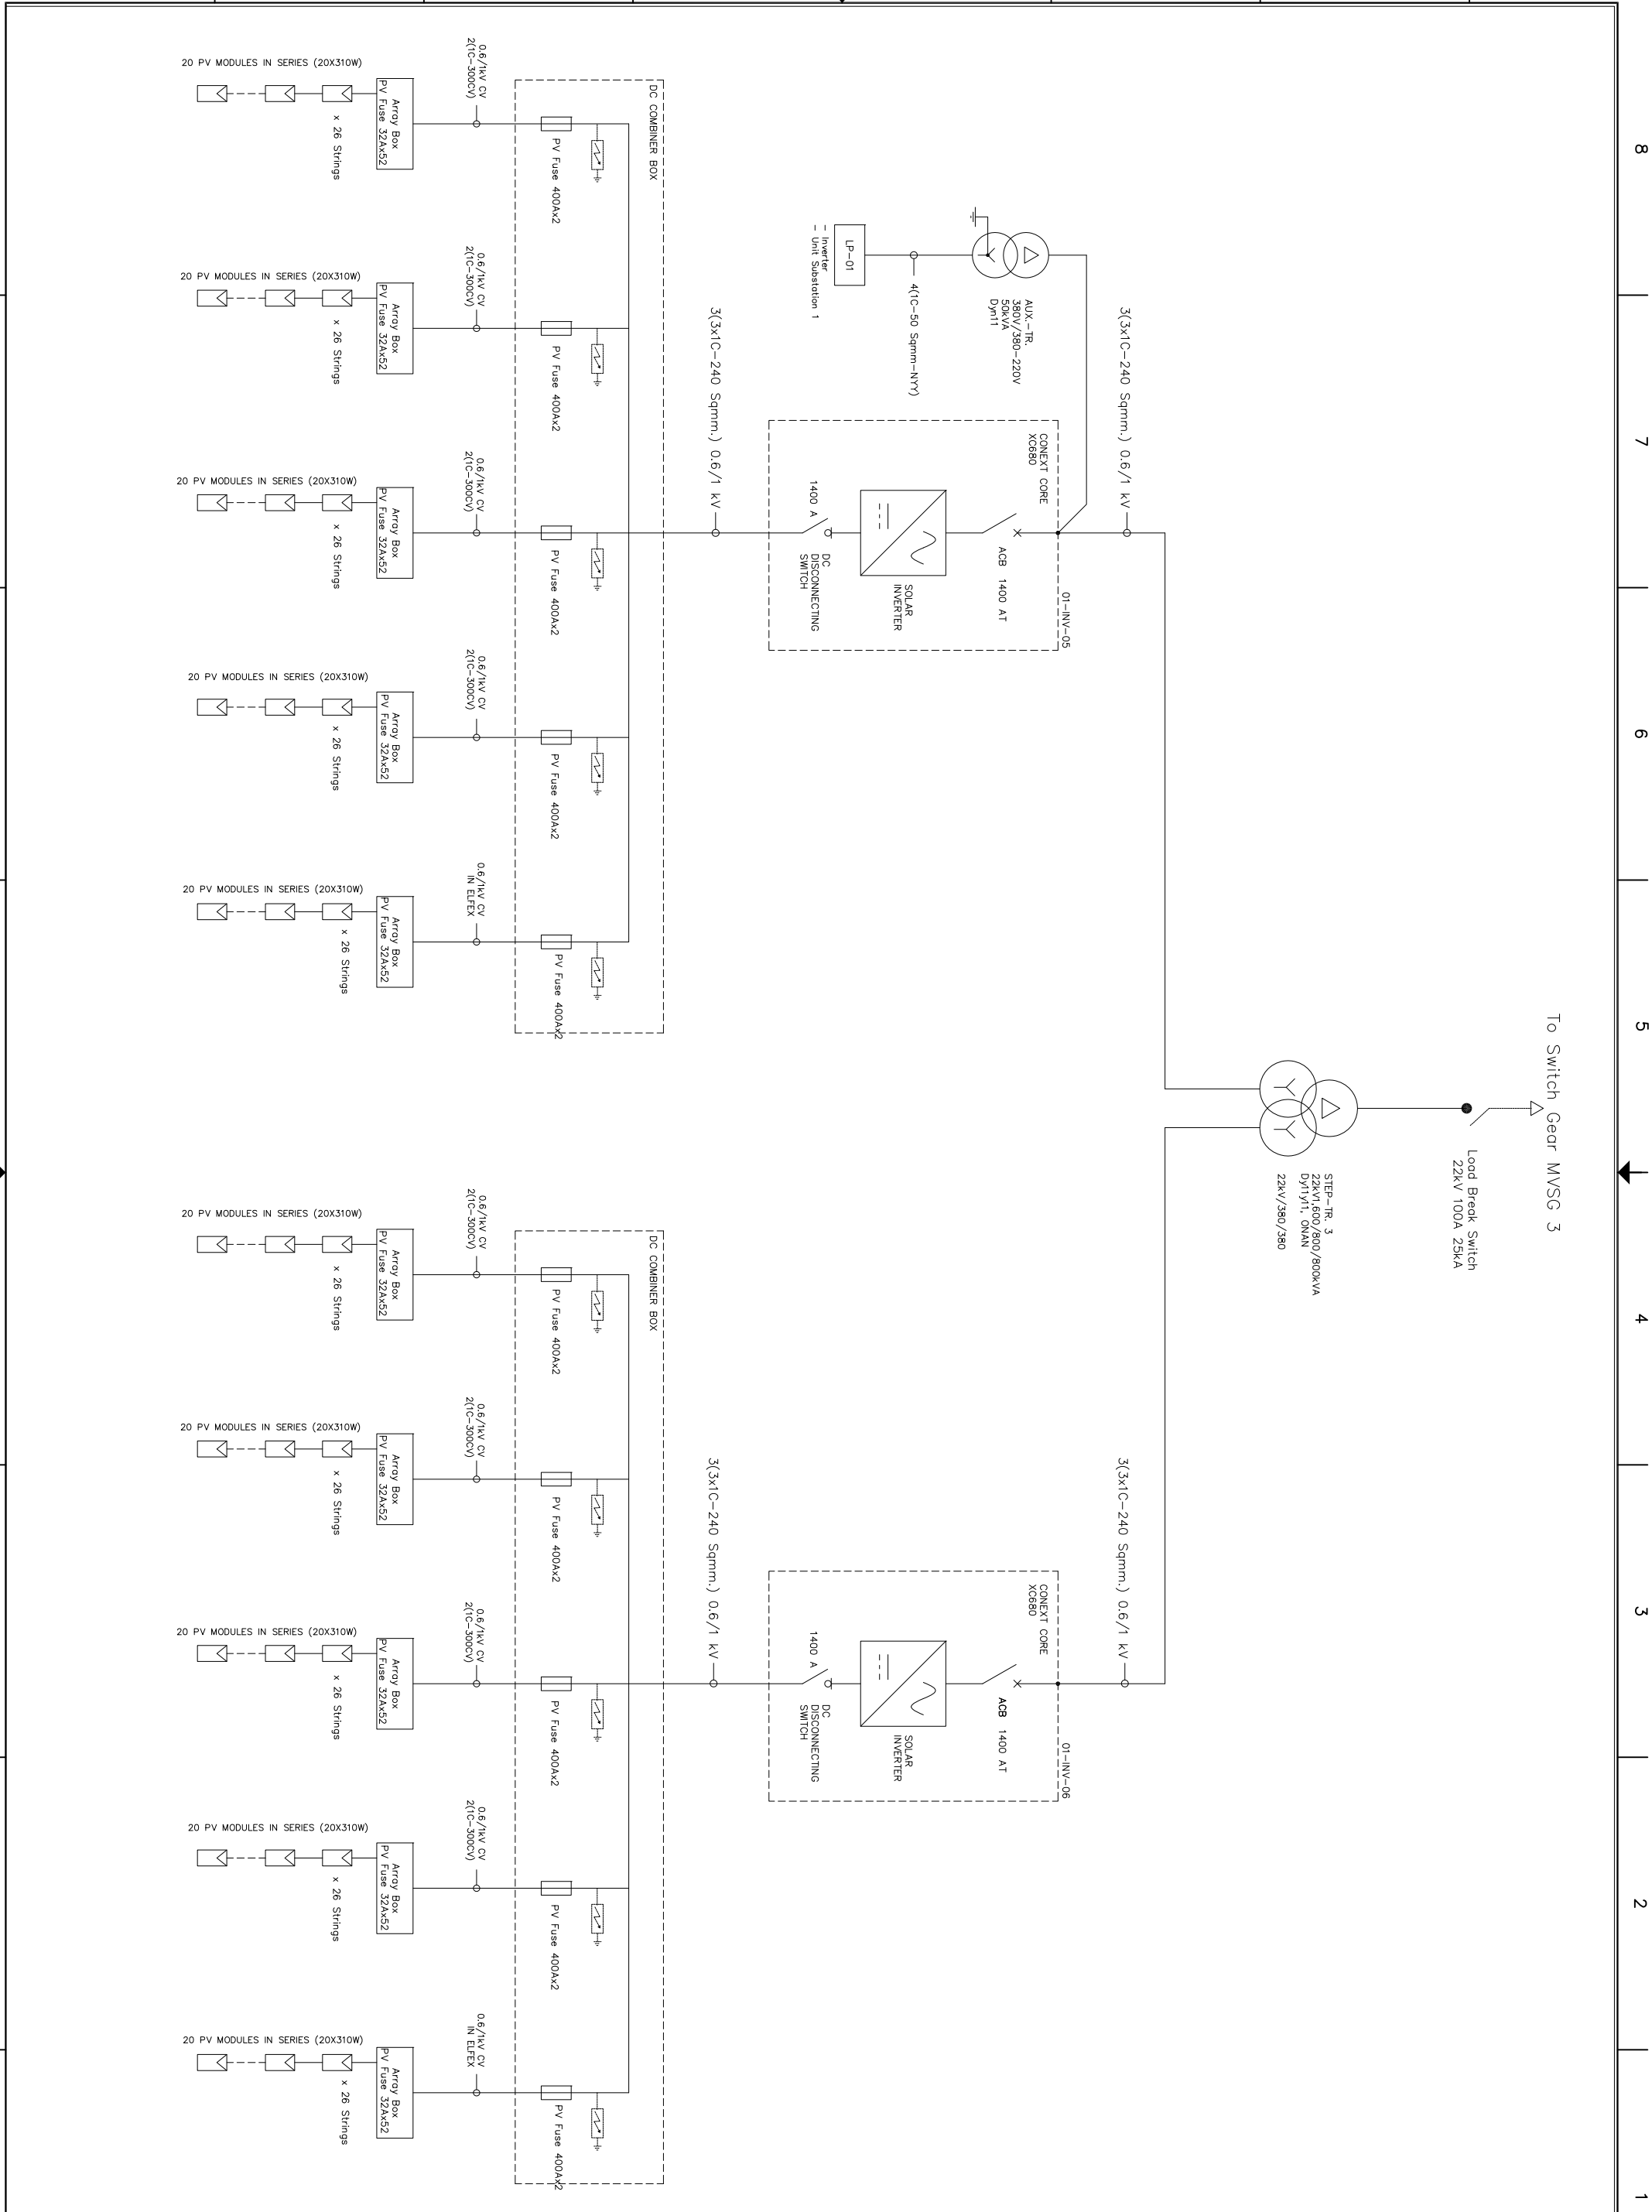 8
7
6
5
4
3
2
1
To Switch Gear MVSG 3
Load Break Switch
22kV 100A 25kA
STEP-TR. 3
22kV1,600/800/800kVA
Dy11y11, ONAN
22kV/380/380
3(3x1C-240 Sqmm.) 0.6/1 kV
AUX.-TR.
380V/380-220V
50kVA
Dyn11
4(1C-50 Sqmm-NYY)
LP-01
- Inverter
- Unit Substation 1
01-INV-05
CONEXT CORE
XC680
ACB 1400 AT
SOLAR
INVERTER
DC
DISCONNECTING
SWITCH
1400 A
3(3x1C-240 Sqmm.) 0.6/1 kV
DC COMBINER BOX
PV Fuse 400Ax2
PV Fuse 400Ax2
PV Fuse 400Ax2
PV Fuse 400Ax2
PV Fuse 400Ax2
0.6/1kV CV
2(1C-300CV)
0.6/1kV CV
2(1C-300CV)
0.6/1kV CV
2(1C-300CV)
0.6/1kV CV
2(1C-300CV)
0.6/1kV CV
IN ELFEX
Array Box
PV Fuse 32Ax52
Array Box
PV Fuse 32Ax52
Array Box
PV Fuse 32Ax52
Array Box
PV Fuse 32Ax52
Array Box
PV Fuse 32Ax52
x 26 Strings
x 26 Strings
x 26 Strings
x 26 Strings
x 26 Strings
20 PV MODULES IN SERIES (20X310W)
20 PV MODULES IN SERIES (20X310W)
20 PV MODULES IN SERIES (20X310W)
20 PV MODULES IN SERIES (20X310W)
20 PV MODULES IN SERIES (20X310W)
3(3x1C-240 Sqmm.) 0.6/1 kV
01-INV-06
CONEXT CORE
XC680
ACB 1400 AT
SOLAR
INVERTER
DC
DISCONNECTING
SWITCH
1400 A
3(3x1C-240 Sqmm.) 0.6/1 kV
DC COMBINER BOX
PV Fuse 400Ax2
PV Fuse 400Ax2
PV Fuse 400Ax2
PV Fuse 400Ax2
PV Fuse 400Ax2
0.6/1kV CV
2(1C-300CV)
0.6/1kV CV
2(1C-300CV)
0.6/1kV CV
2(1C-300CV)
0.6/1kV CV
2(1C-300CV)
0.6/1kV CV
IN ELFEX
Array Box
PV Fuse 32Ax52
Array Box
PV Fuse 32Ax52
Array Box
PV Fuse 32Ax52
Array Box
PV Fuse 32Ax52
Array Box
PV Fuse 32Ax52
x 26 Strings
x 26 Strings
x 26 Strings
x 26 Strings
x 26 Strings
20 PV MODULES IN SERIES (20X310W)
20 PV MODULES IN SERIES (20X310W)
20 PV MODULES IN SERIES (20X310W)
20 PV MODULES IN SERIES (20X310W)
20 PV MODULES IN SERIES (20X310W)